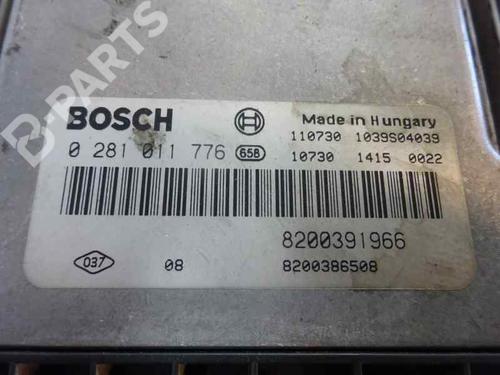 B-PARTS
BOSCH
Made in Hungary
110730 1039S04039
0 281 011 776 658
10730 1415 0022
8200391966
037 08 8200386508